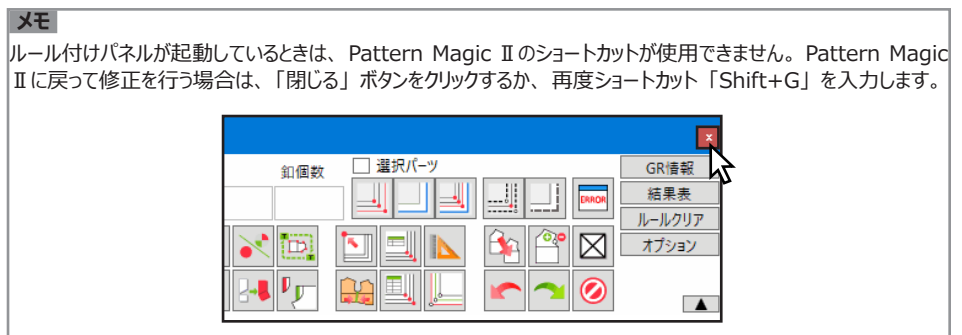 メモ
ルール付けパネルが起動しているときは、Pattern Magic Ⅱのショートカットが使用できません。Pattern Magic
Ⅱに戻って修正を行う場合は、「閉じる」ボタンをクリックするか、再度ショートカット「Shift+G」を入力します。
x
釦個数
選択パーツ
GR情報
ERROR
結果表
ルールクリア
オプション
T
T
▲